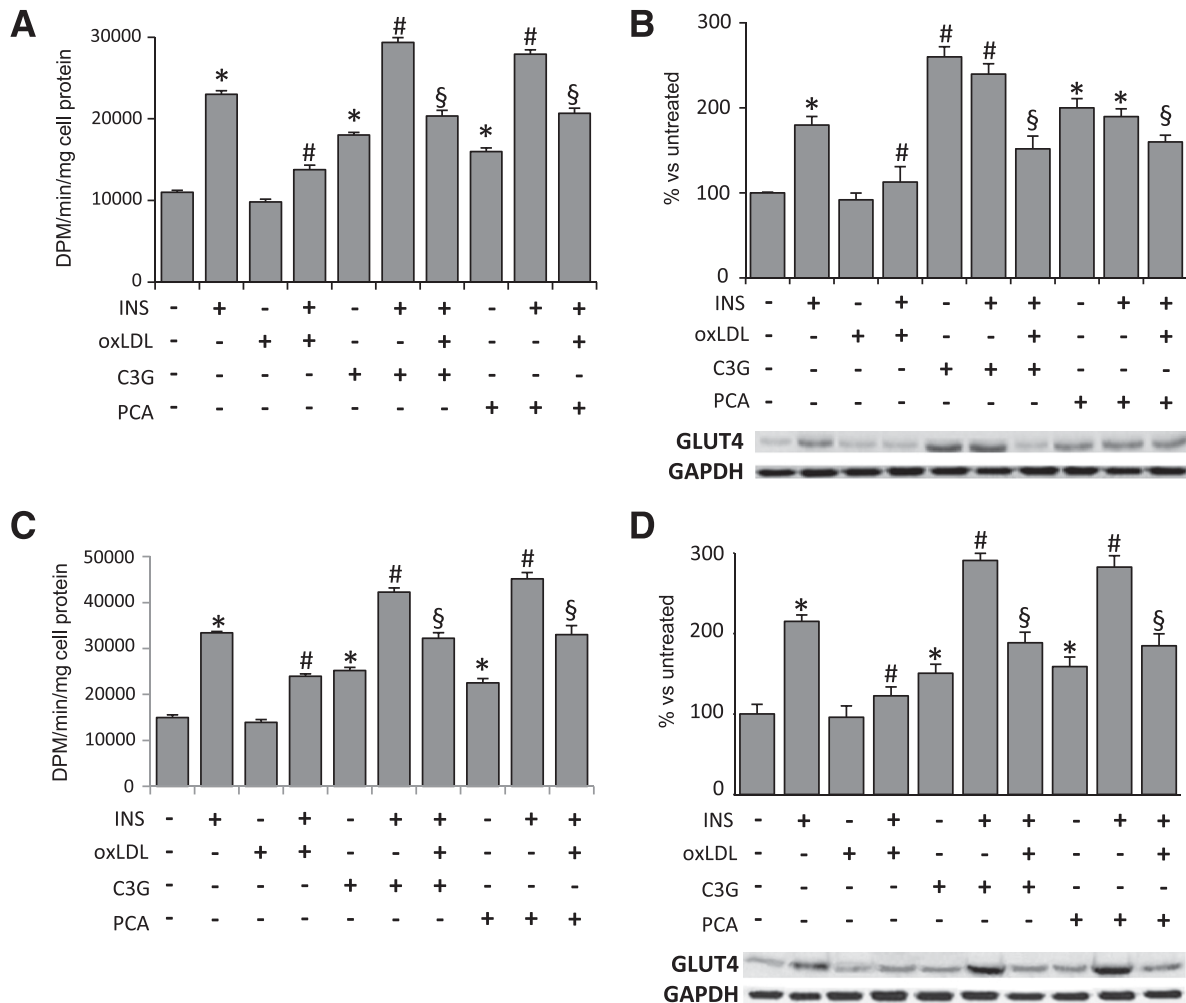 A
DPM/min/mg cell protein
30000
20000
10000
0
* # * # § * # §
INS - + - + - + + - + +
oxLDL - - + + - - + - - +
C3G - - - - + + + - - -
PCA - - - - - - - + + +
B
% vs untreated
300
200
100
0
* # # # § * * §
INS - + - + - + + - + +
oxLDL - - + + - - + - - +
C3G - - - - + + + - - -
PCA - - - - - - - + + +
GLUT4
GAPDH
C
DPM/min/mg cell protein
50000
40000
30000
20000
10000
0
* # * # § * # §
INS - + - + - + + - + +
oxLDL - - + + - - + - - +
C3G - - - - + + + - - -
PCA - - - - - - - + + +
D
% vs untreated
300
200
100
0
* # * # § * # §
INS - + - + - + + - + +
oxLDL - - + + - - + - - +
C3G - - - - + + + - - -
PCA - - - - - - - + + +
GLUT4
GAPDH